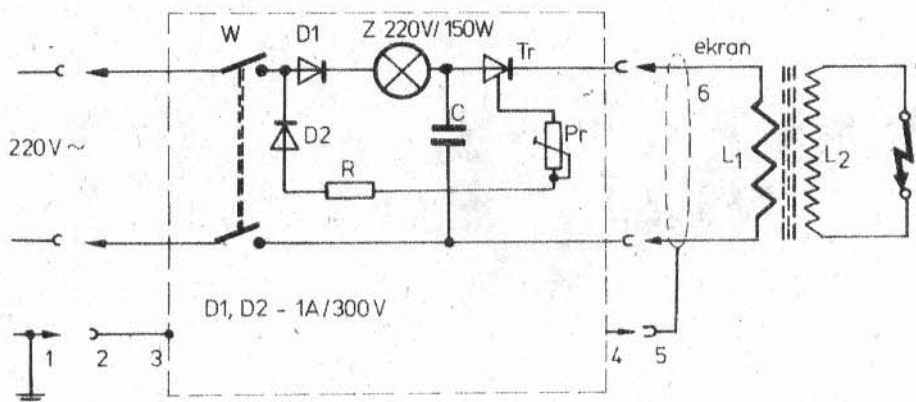 W
D1
Z 220V/150W
Tr
ekran
6
220V~
D2
C
Pr
R
L1
L2
D1, D2 - 1A/300V
1
2
3
4
5